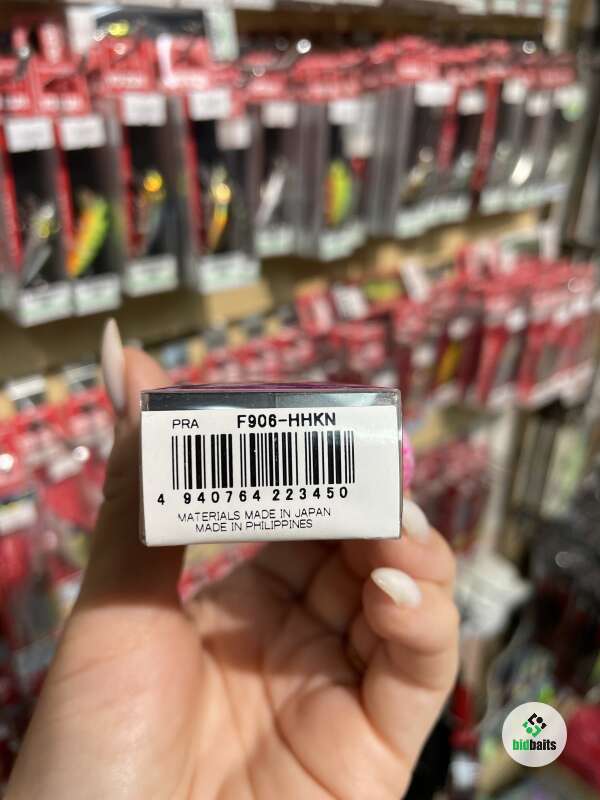 PRA F906-HHKN
4 940764 223450
MATERIALS MADE IN JAPAN
MADE IN PHILIPPINES
bidbaits